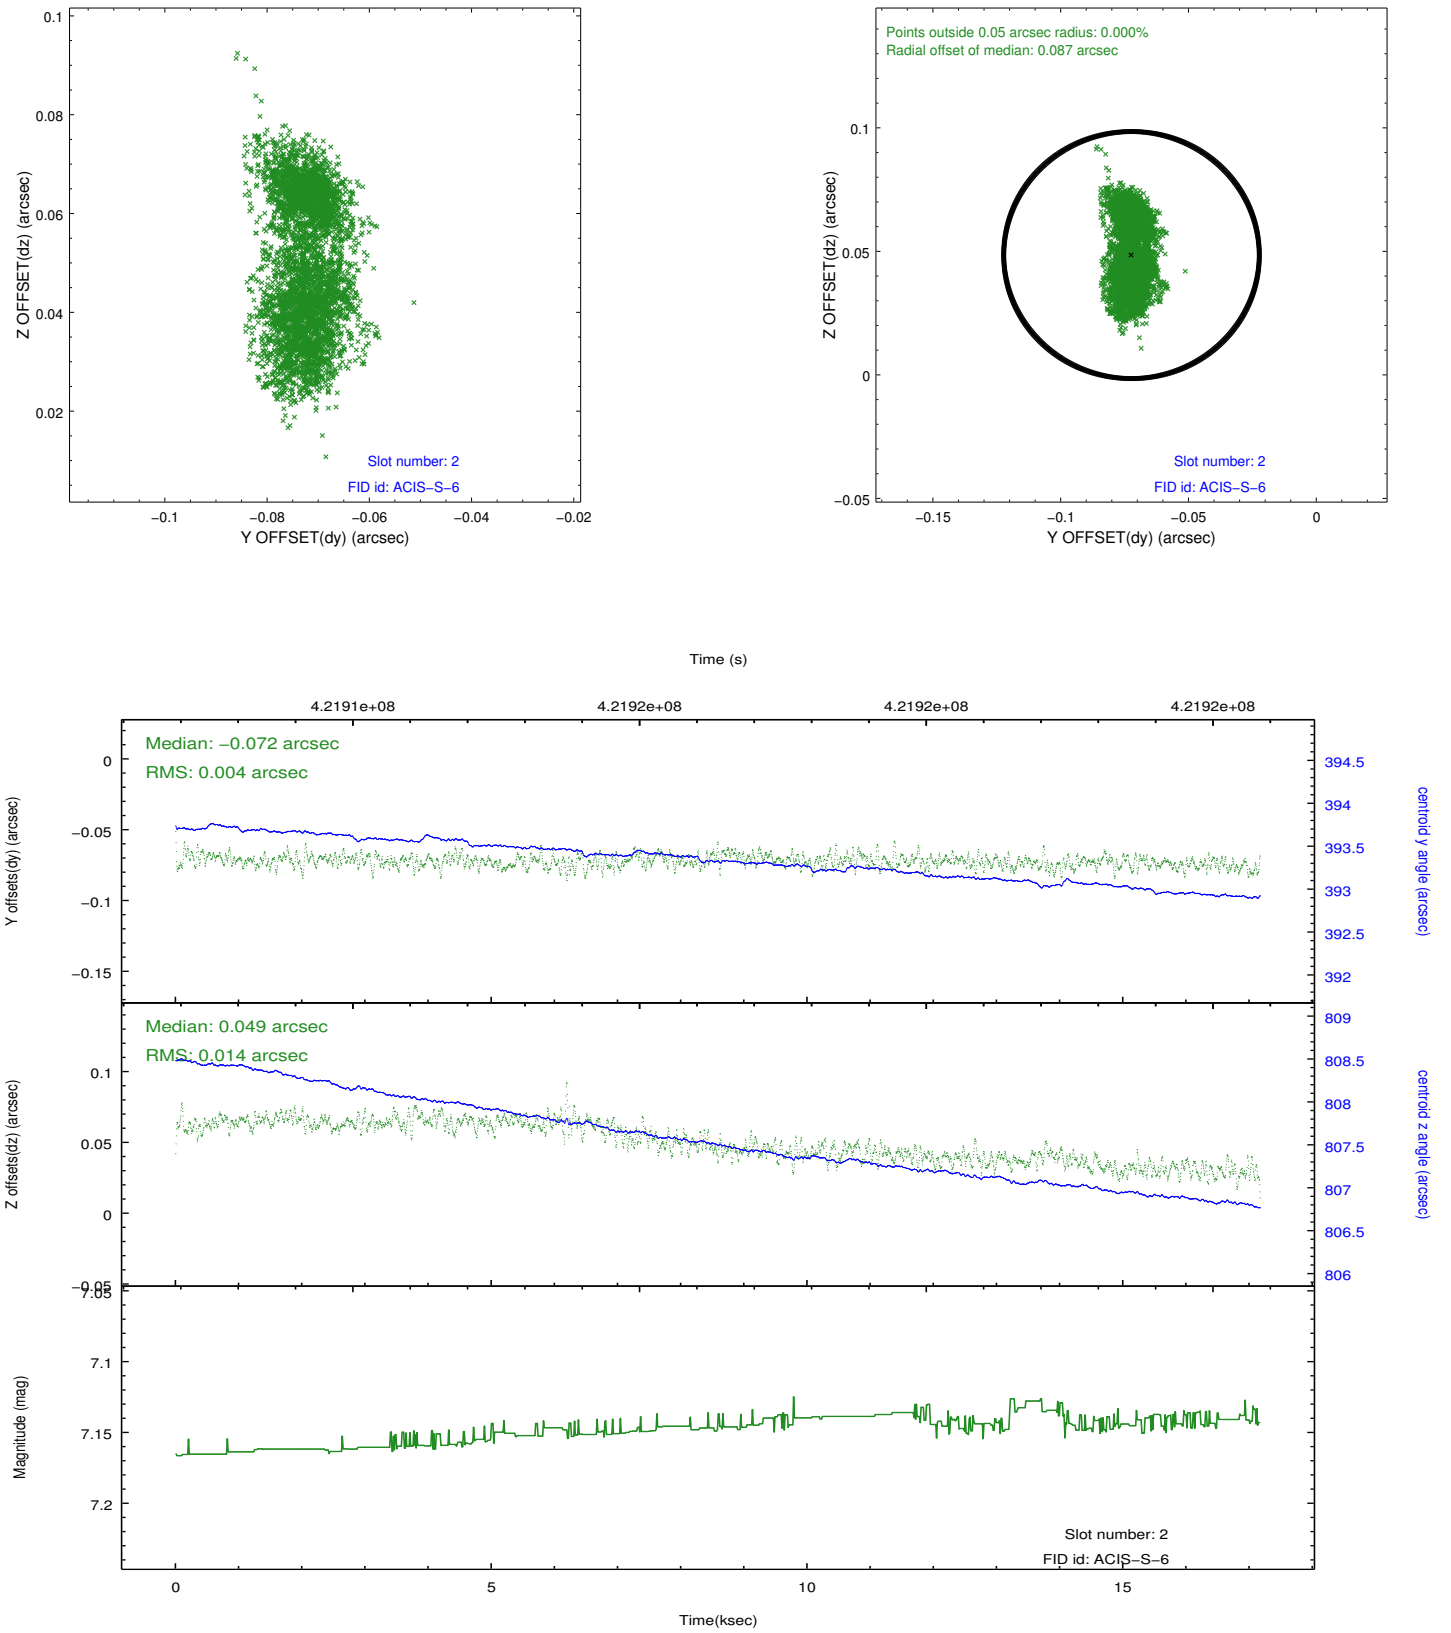 0.1
0.08
0.06
0.04
0.02
Z OFFSET(dz) (arcsec)
Slot number: 2
FID id: ACIS−S−6
−0.1 −0.08 −0.06 −0.04 −0.02
Y OFFSET(dy) (arcsec)
Points outside 0.05 arcsec radius: 0.000%
Radial offset of median: 0.087 arcsec
0.1
0.05
0
−0.05
Z OFFSET(dz) (arcsec)
Slot number: 2
FID id: ACIS−S−6
−0.15 −0.1 −0.05 0
Y OFFSET(dy) (arcsec)
Time (s)
4.2191e+08 4.2192e+08 4.2192e+08 4.2192e+08
Median: −0.072 arcsec
RMS: 0.004 arcsec
0
−0.05
−0.1
−0.15
Y offsets(dy) (arcsec)
394.5
394
393.5
393
392.5
392
centroid y angle (arcsec)
Median: 0.049 arcsec
RMS: 0.014 arcsec
0.1
0.05
0
−0.05
Z offsets(dz) (arcsec)
809
808.5
808
807.5
807
806.5
806
centroid z angle (arcsec)
7.05
7.1
7.15
7.2
Magnitude (mag)
Slot number: 2
FID id: ACIS−S−6
0 5 10 15
Time(ksec)